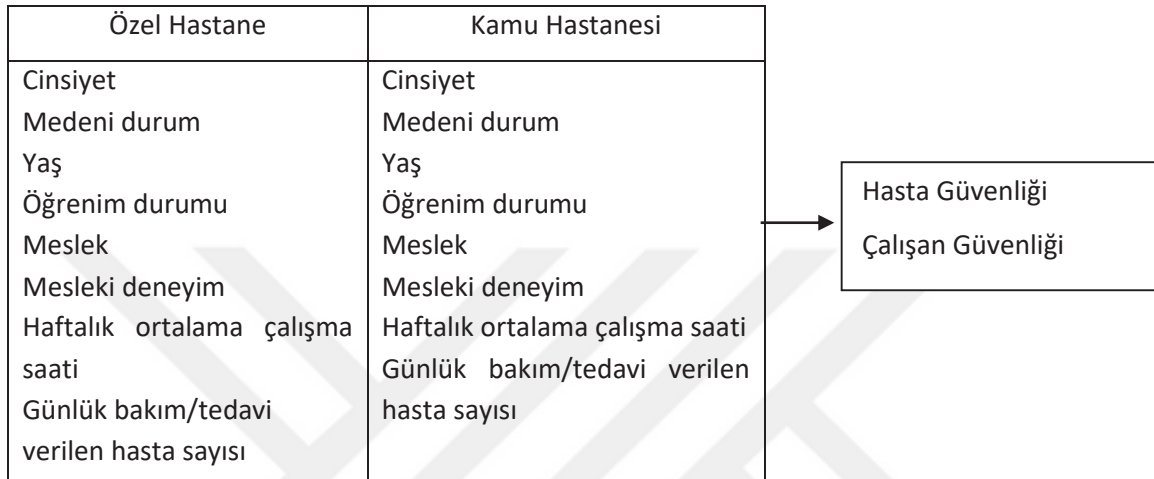 Özel Hastane
Kamu Hastanesi
Cinsiyet
Medeni durum
Yaş
Öğrenim durumu
Meslek
Mesleki deneyim
Haftalık ortalama çalışma
saati
Günlük bakım/tedavi
verilen hasta sayısı
Cinsiyet
Medeni durum
Yaş
Öğrenim durumu
Meslek
Mesleki deneyim
Haftalık ortalama çalışma saati
Günlük bakım/tedavi verilen
hasta sayısı
Hasta Güvenliği
Çalışan Güvenliği